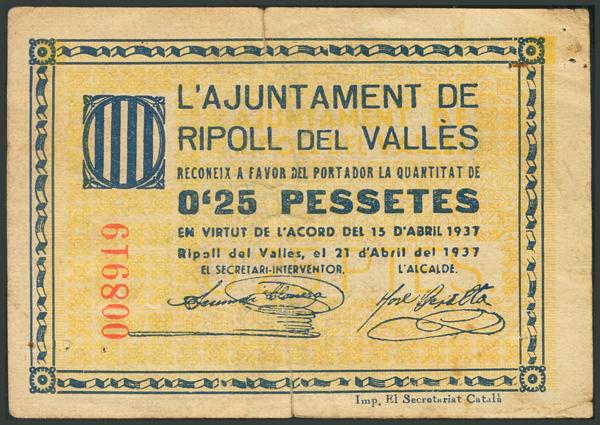 L'AJUNTAMENT DE
RIPOLL DEL VALLÈS
RECONEIX A FAVOR DEL PORTADOR LA QUANTITAT DE
0'25 PESSETES
EN VIRTUT DE L'ACORD DEL 15 D'ABRIL 1937
Ripoll del Vallès, el 21 d'Abril del 1937
EL SECRETARI-INTERVENTOR. L'ALCALDE.
008919
Imp. El Secretariat Català